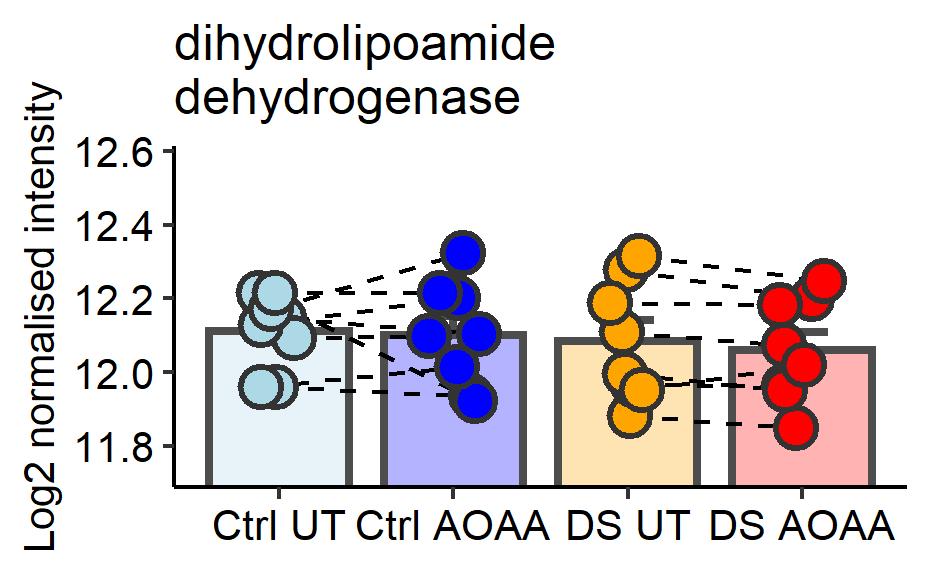 dihydrolipoamide
dehydrogenase
Log2 normalised intensity
12.6
12.4
12.2
12.0
11.8
Ctrl UT Ctrl AOAA DS UT DS AOAA